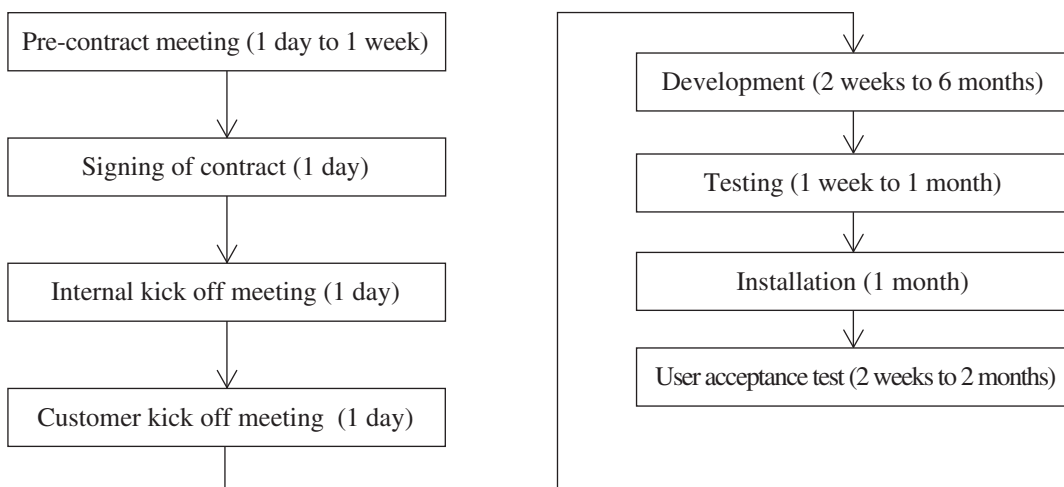 Pre-contract meeting (1 day to 1 week)
Signing of contract (1 day)
Internal kick off meeting (1 day)
Customer kick off meeting (1 day)
Development (2 weeks to 6 months)
Testing (1 week to 1 month)
Installation (1 month)
User acceptance test (2 weeks to 2 months)